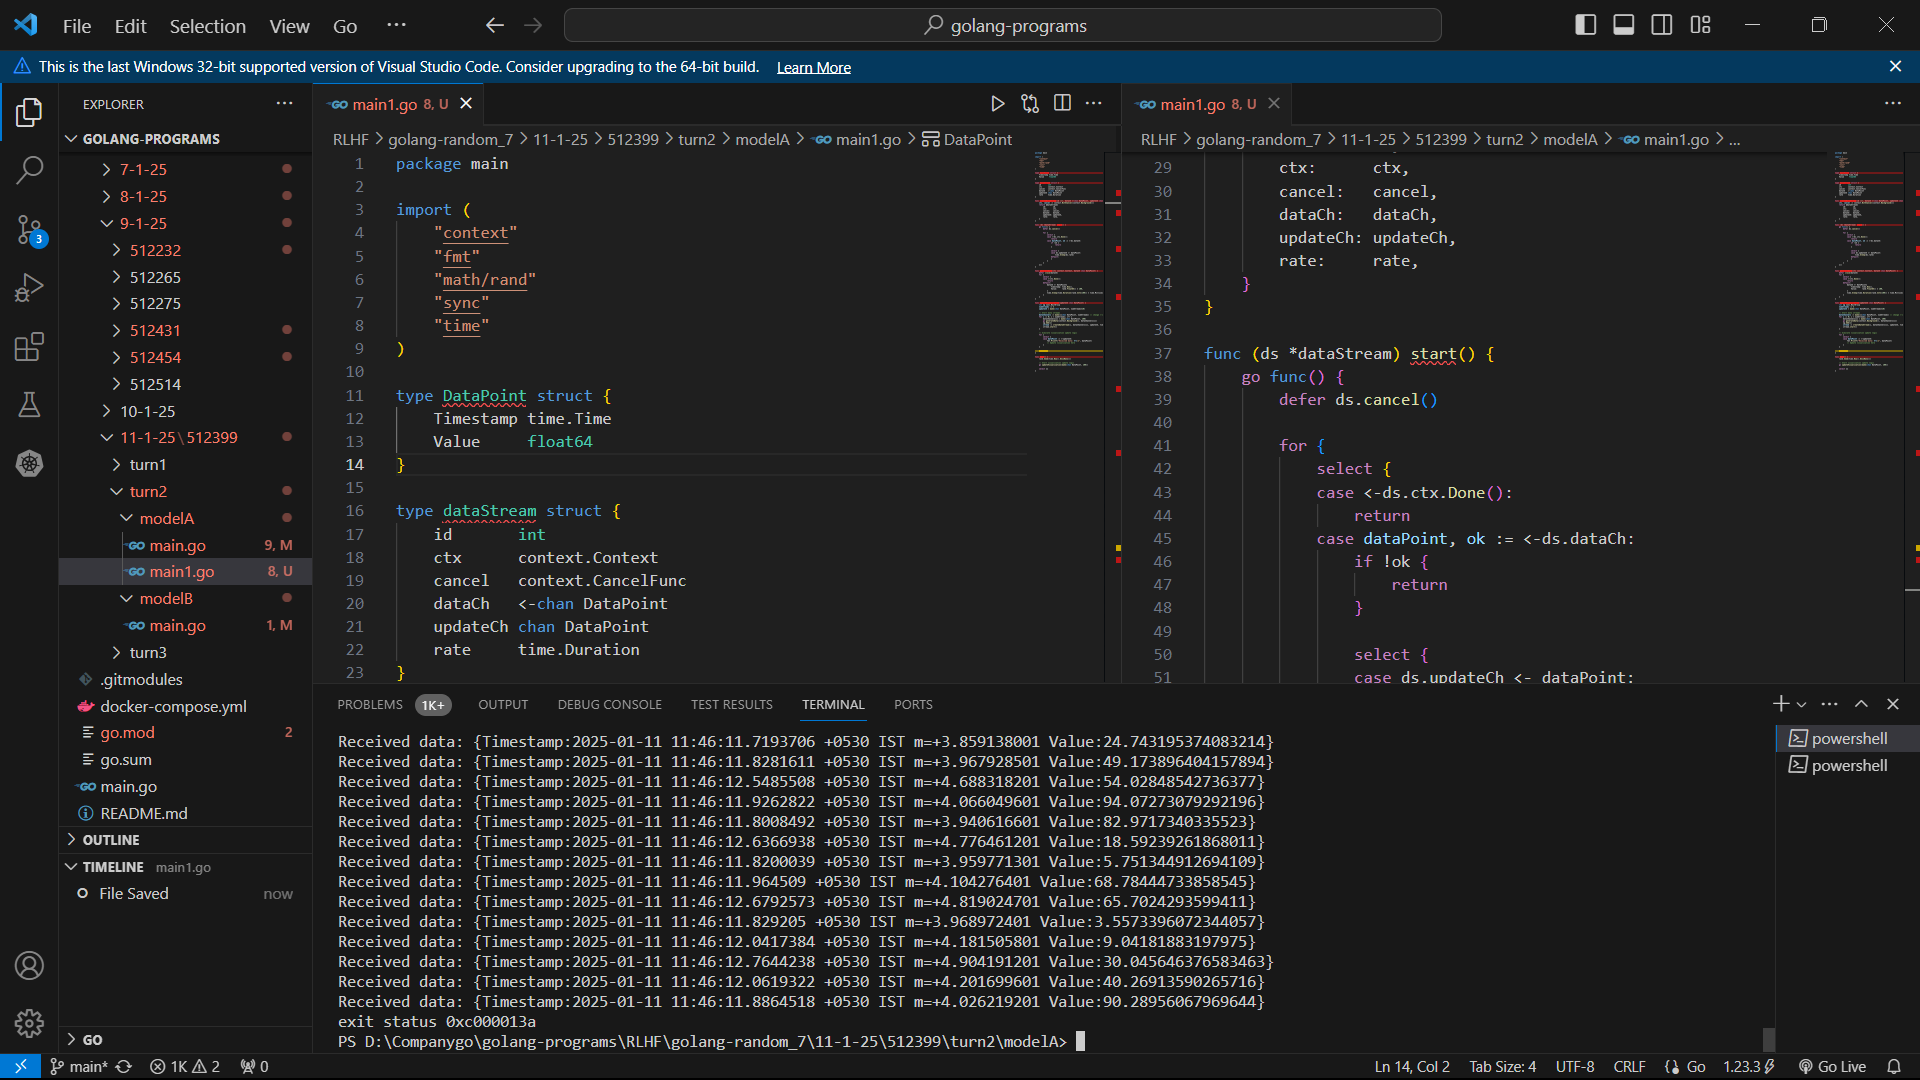 File Edit Selection View Go ··· golang-programs
This is the last Windows 32-bit supported version of Visual Studio Code. Consider upgrading to the 64-bit build. Learn More
EXPLORER
GOLANG-PROGRAMS
7-1-25
8-1-25
9-1-25
512232
512265
512275
512431
512454
512514
10-1-25
11-1-25\512399
turn1
turn2
modelA
main.go 9, M
main1.go 8, U
modelB
main.go 1, M
turn3
.gitmodules
docker-compose.yml
go.mod 2
go.sum
main.go
README.md
OUTLINE
TIMELINE main1.go
File Saved now
GO
3
main1.go 8, U
RLHF > golang-random_7 > 11-1-25 > 512399 > turn2 > modelA > main1.go > DataPoint
1 package main
2
3 import (
4 "context"
5 "fmt"
6 "math/rand"
7 "sync"
8 "time"
9 )
10
11 type DataPoint struct {
12 Timestamp time.Time
13 Value float64
14 }
15
16 type dataStream struct {
17 id int
18 ctx context.Context
19 cancel context.CancelFunc
20 dataCh <-chan DataPoint
21 updateCh chan DataPoint
22 rate time.Duration
23 }
main1.go 8, U
RLHF > golang-random_7 > 11-1-25 > 512399 > turn2 > modelA > main1.go > ...
29 ctx: ctx,
30 cancel: cancel,
31 dataCh: dataCh,
32 updateCh: updateCh,
33 rate: rate,
34 }
35 }
36
37 func (ds *dataStream) start() {
38 go func() {
39 defer ds.cancel()
40
41 for {
42 select {
43 case <-ds.ctx.Done():
44 return
45 case dataPoint, ok := <-ds.dataCh:
46 if !ok {
47 return
48 }
49
50 select {
51 case ds.updateCh <- dataPoint:
PROBLEMS 1K+ OUTPUT DEBUG CONSOLE TEST RESULTS TERMINAL PORTS
Received data: {Timestamp:2025-01-11 11:46:11.7193706 +0530 IST m=+3.859138001 Value:24.743195374083214}
Received data: {Timestamp:2025-01-11 11:46:11.8281611 +0530 IST m=+3.967928501 Value:49.173896404157894}
Received data: {Timestamp:2025-01-11 11:46:12.5485508 +0530 IST m=+4.688318201 Value:54.02848542736377}
Received data: {Timestamp:2025-01-11 11:46:11.9262822 +0530 IST m=+4.066049601 Value:94.07273079292196}
Received data: {Timestamp:2025-01-11 11:46:11.8008492 +0530 IST m=+3.940616601 Value:82.9717340335523}
Received data: {Timestamp:2025-01-11 11:46:12.6366938 +0530 IST m=+4.776461201 Value:18.59239261868011}
Received data: {Timestamp:2025-01-11 11:46:11.8200039 +0530 IST m=+3.959771301 Value:5.751344912694109}
Received data: {Timestamp:2025-01-11 11:46:11.964509 +0530 IST m=+4.104276401 Value:68.78444733858545}
Received data: {Timestamp:2025-01-11 11:46:12.6792573 +0530 IST m=+4.819024701 Value:65.7024293599411}
Received data: {Timestamp:2025-01-11 11:46:11.829205 +0530 IST m=+3.968972401 Value:3.5573396072344057}
Received data: {Timestamp:2025-01-11 11:46:12.0417384 +0530 IST m=+4.181505801 Value:9.04181883197975}
Received data: {Timestamp:2025-01-11 11:46:12.7644238 +0530 IST m=+4.904191201 Value:30.045646376583463}
Received data: {Timestamp:2025-01-11 11:46:12.0619322 +0530 IST m=+4.201699601 Value:40.26913590265716}
Received data: {Timestamp:2025-01-11 11:46:11.8864518 +0530 IST m=+4.026219201 Value:90.28956067969644}
exit status 0xc000013a
PS D:\Companygo\golang-programs\RLHF\golang-random_7\11-1-25\512399\turn2\modelA>
powershell
powershell
main* 1K 2 0 Ln 14, Col 2 Tab Size: 4 UTF-8 CRLF Go 1.23.3 Go Live